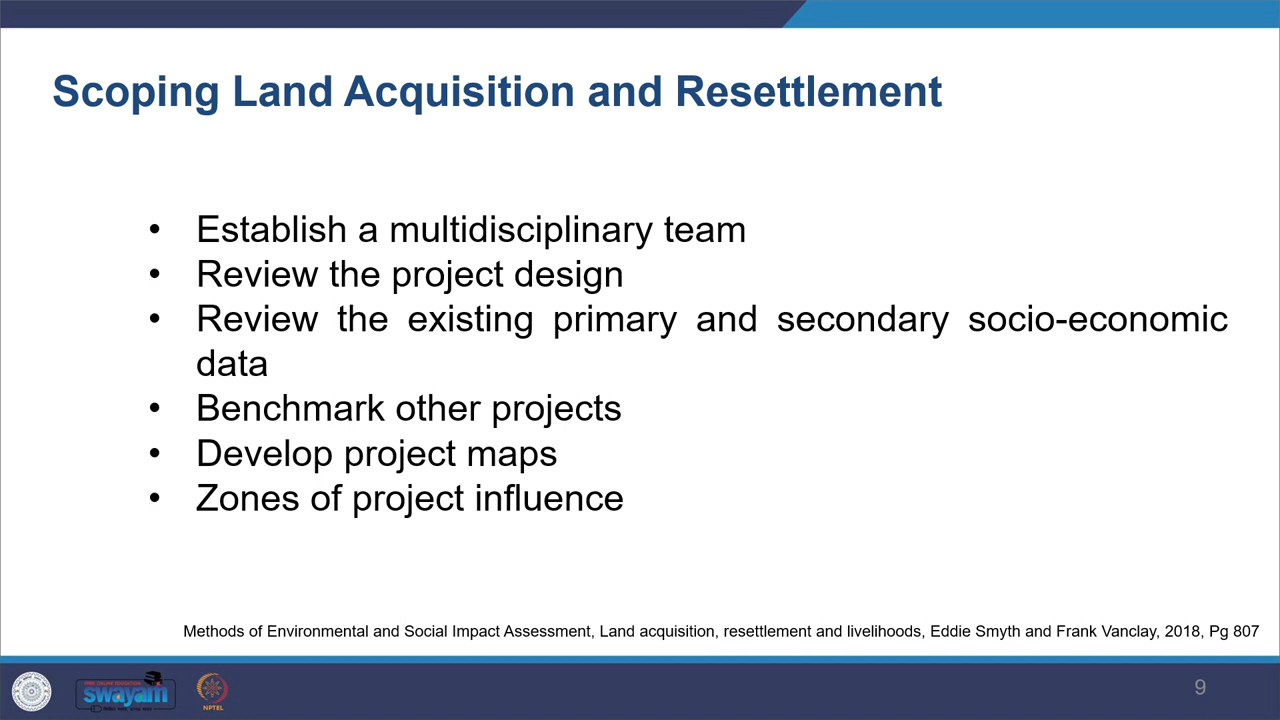 Scoping Land Acquisition and Resettlement
• Establish a multidisciplinary team
• Review the project design
• Review the existing primary and secondary socio-economic
data
• Benchmark other projects
• Develop project maps
• Zones of project influence
Methods of Environmental and Social Impact Assessment, Land acquisition, resettlement and livelihoods, Eddie Smyth and Frank Vanclay, 2018, Pg 807
swayam
NPTEL
9